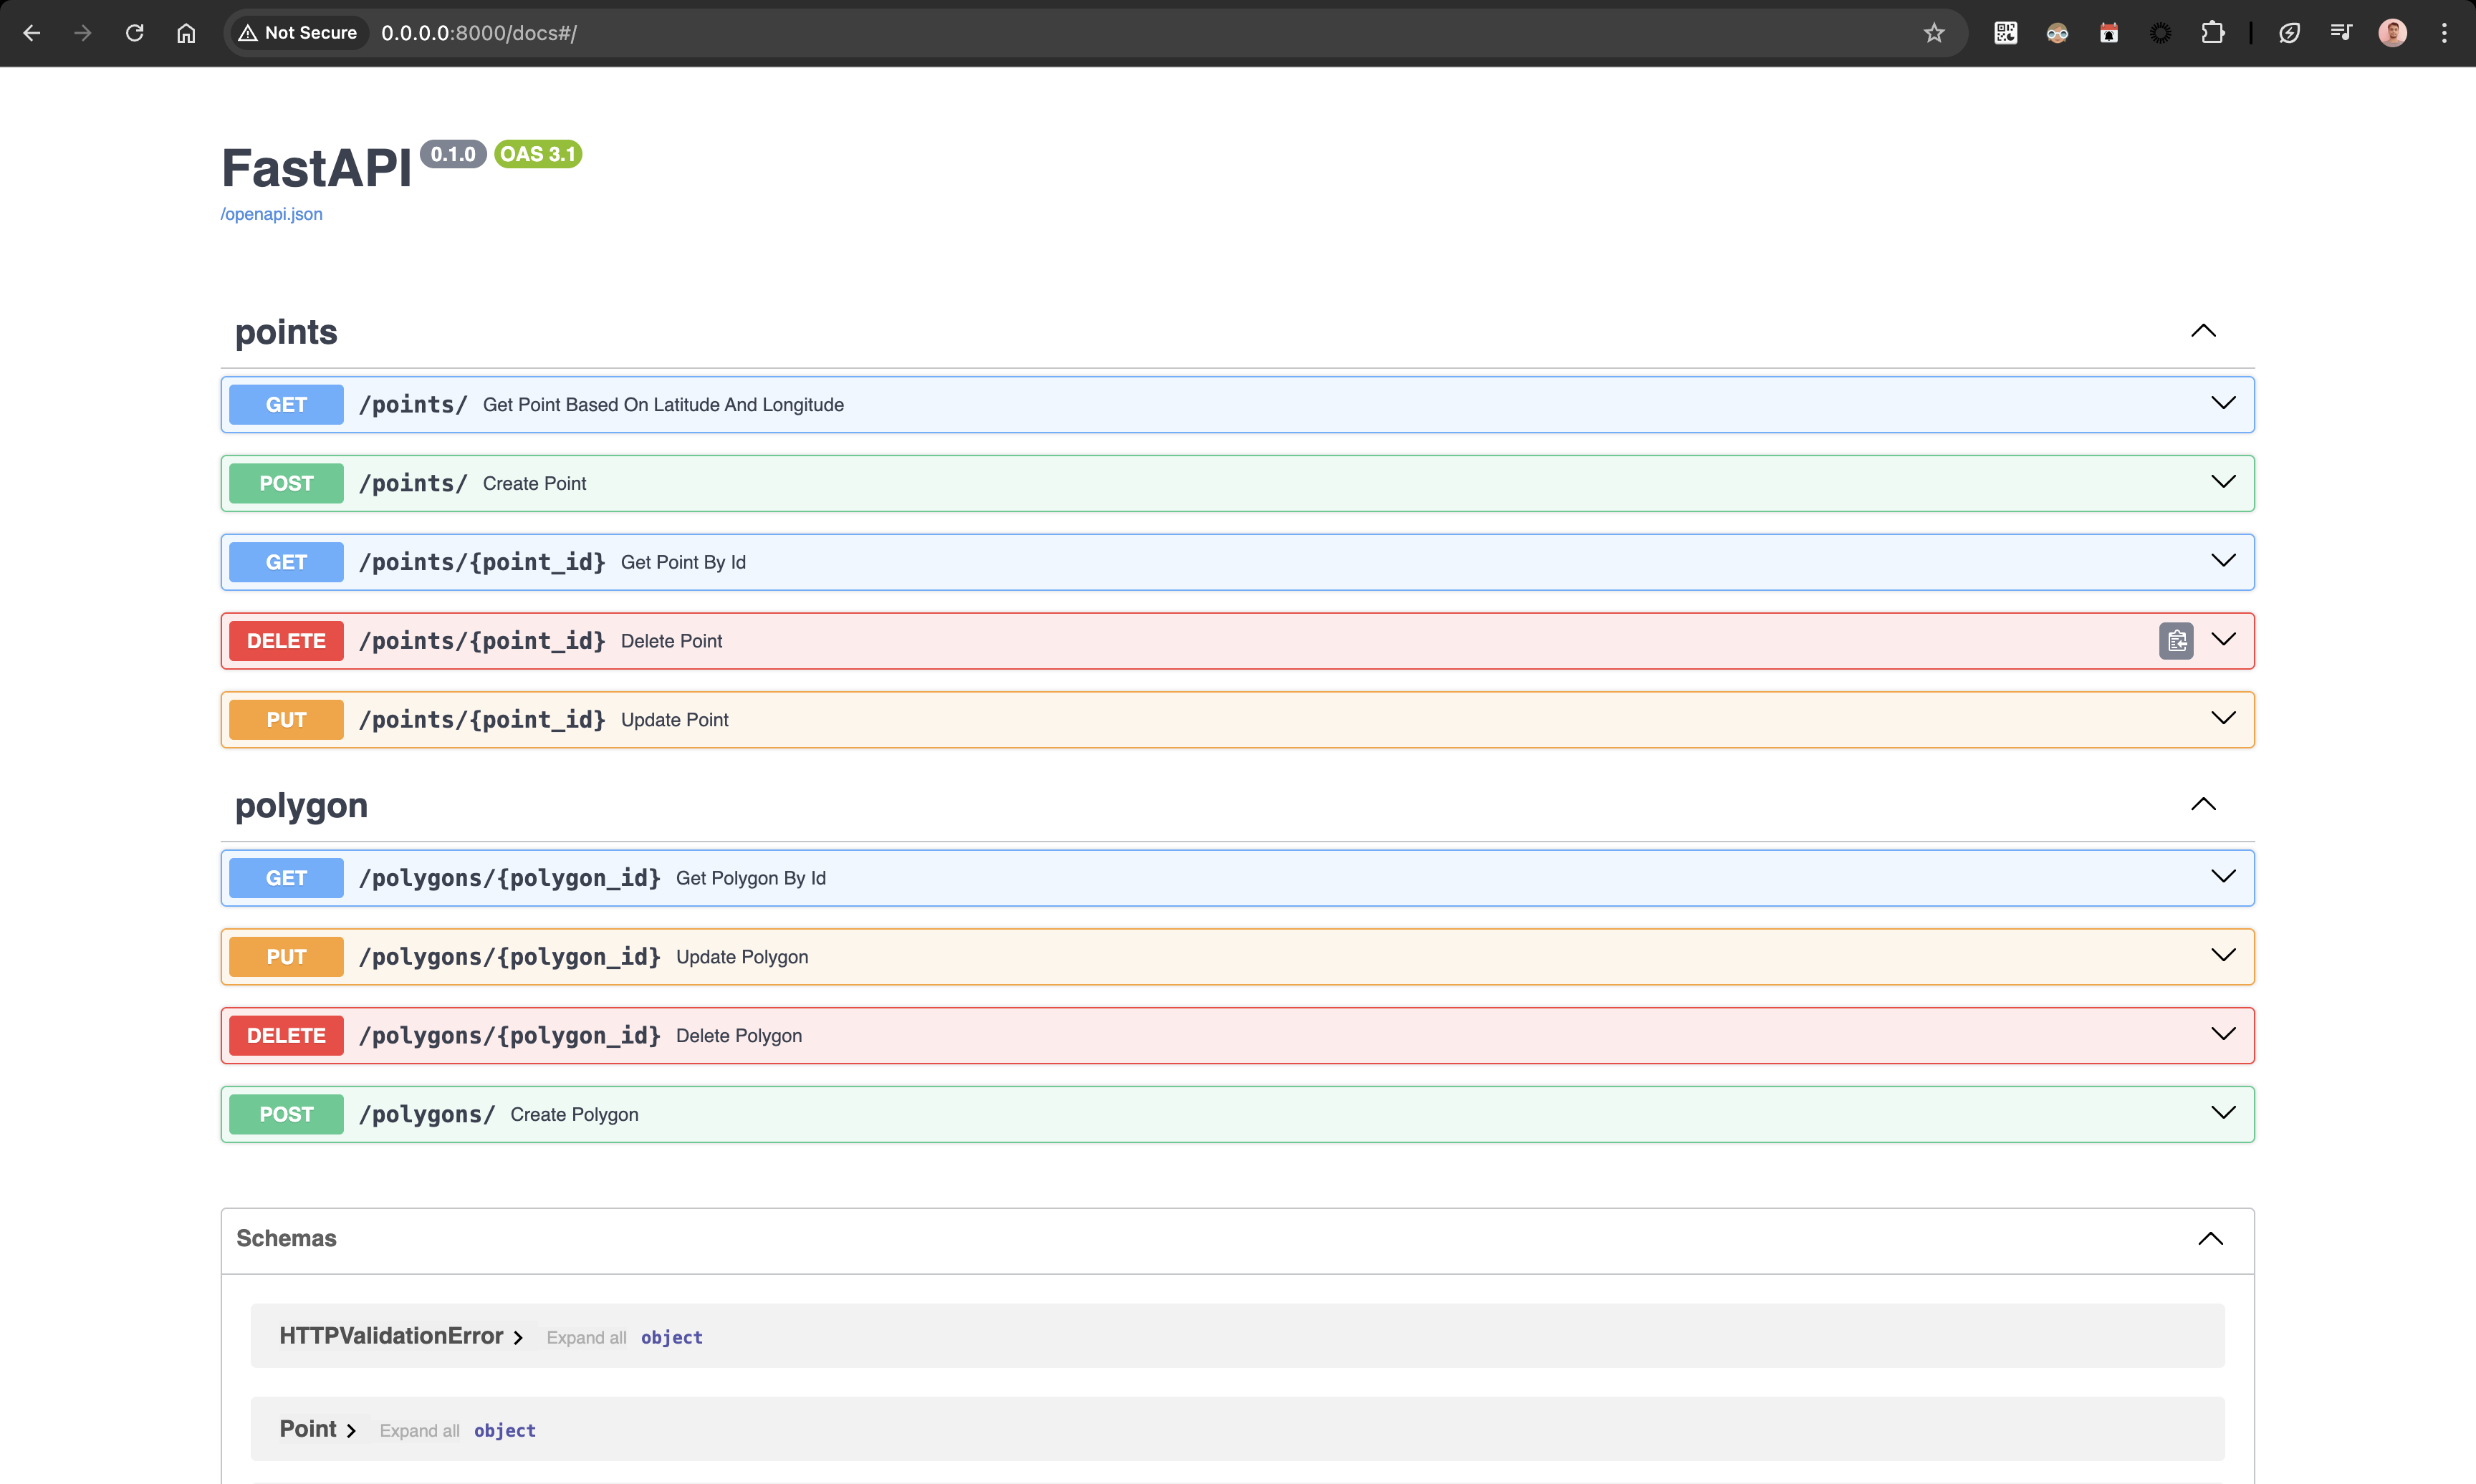 Not Secure 0.0.0.0:8000/docs#/
FastAPI 0.1.0 OAS 3.1
/openapi.json
points
GET /points/ Get Point Based On Latitude And Longitude
POST /points/ Create Point
GET /points/{point_id} Get Point By Id
DELETE /points/{point_id} Delete Point
PUT /points/{point_id} Update Point
polygon
GET /polygons/{polygon_id} Get Polygon By Id
PUT /polygons/{polygon_id} Update Polygon
DELETE /polygons/{polygon_id} Delete Polygon
POST /polygons/ Create Polygon
Schemas
HTTPValidationError Expand all object
Point Expand all object